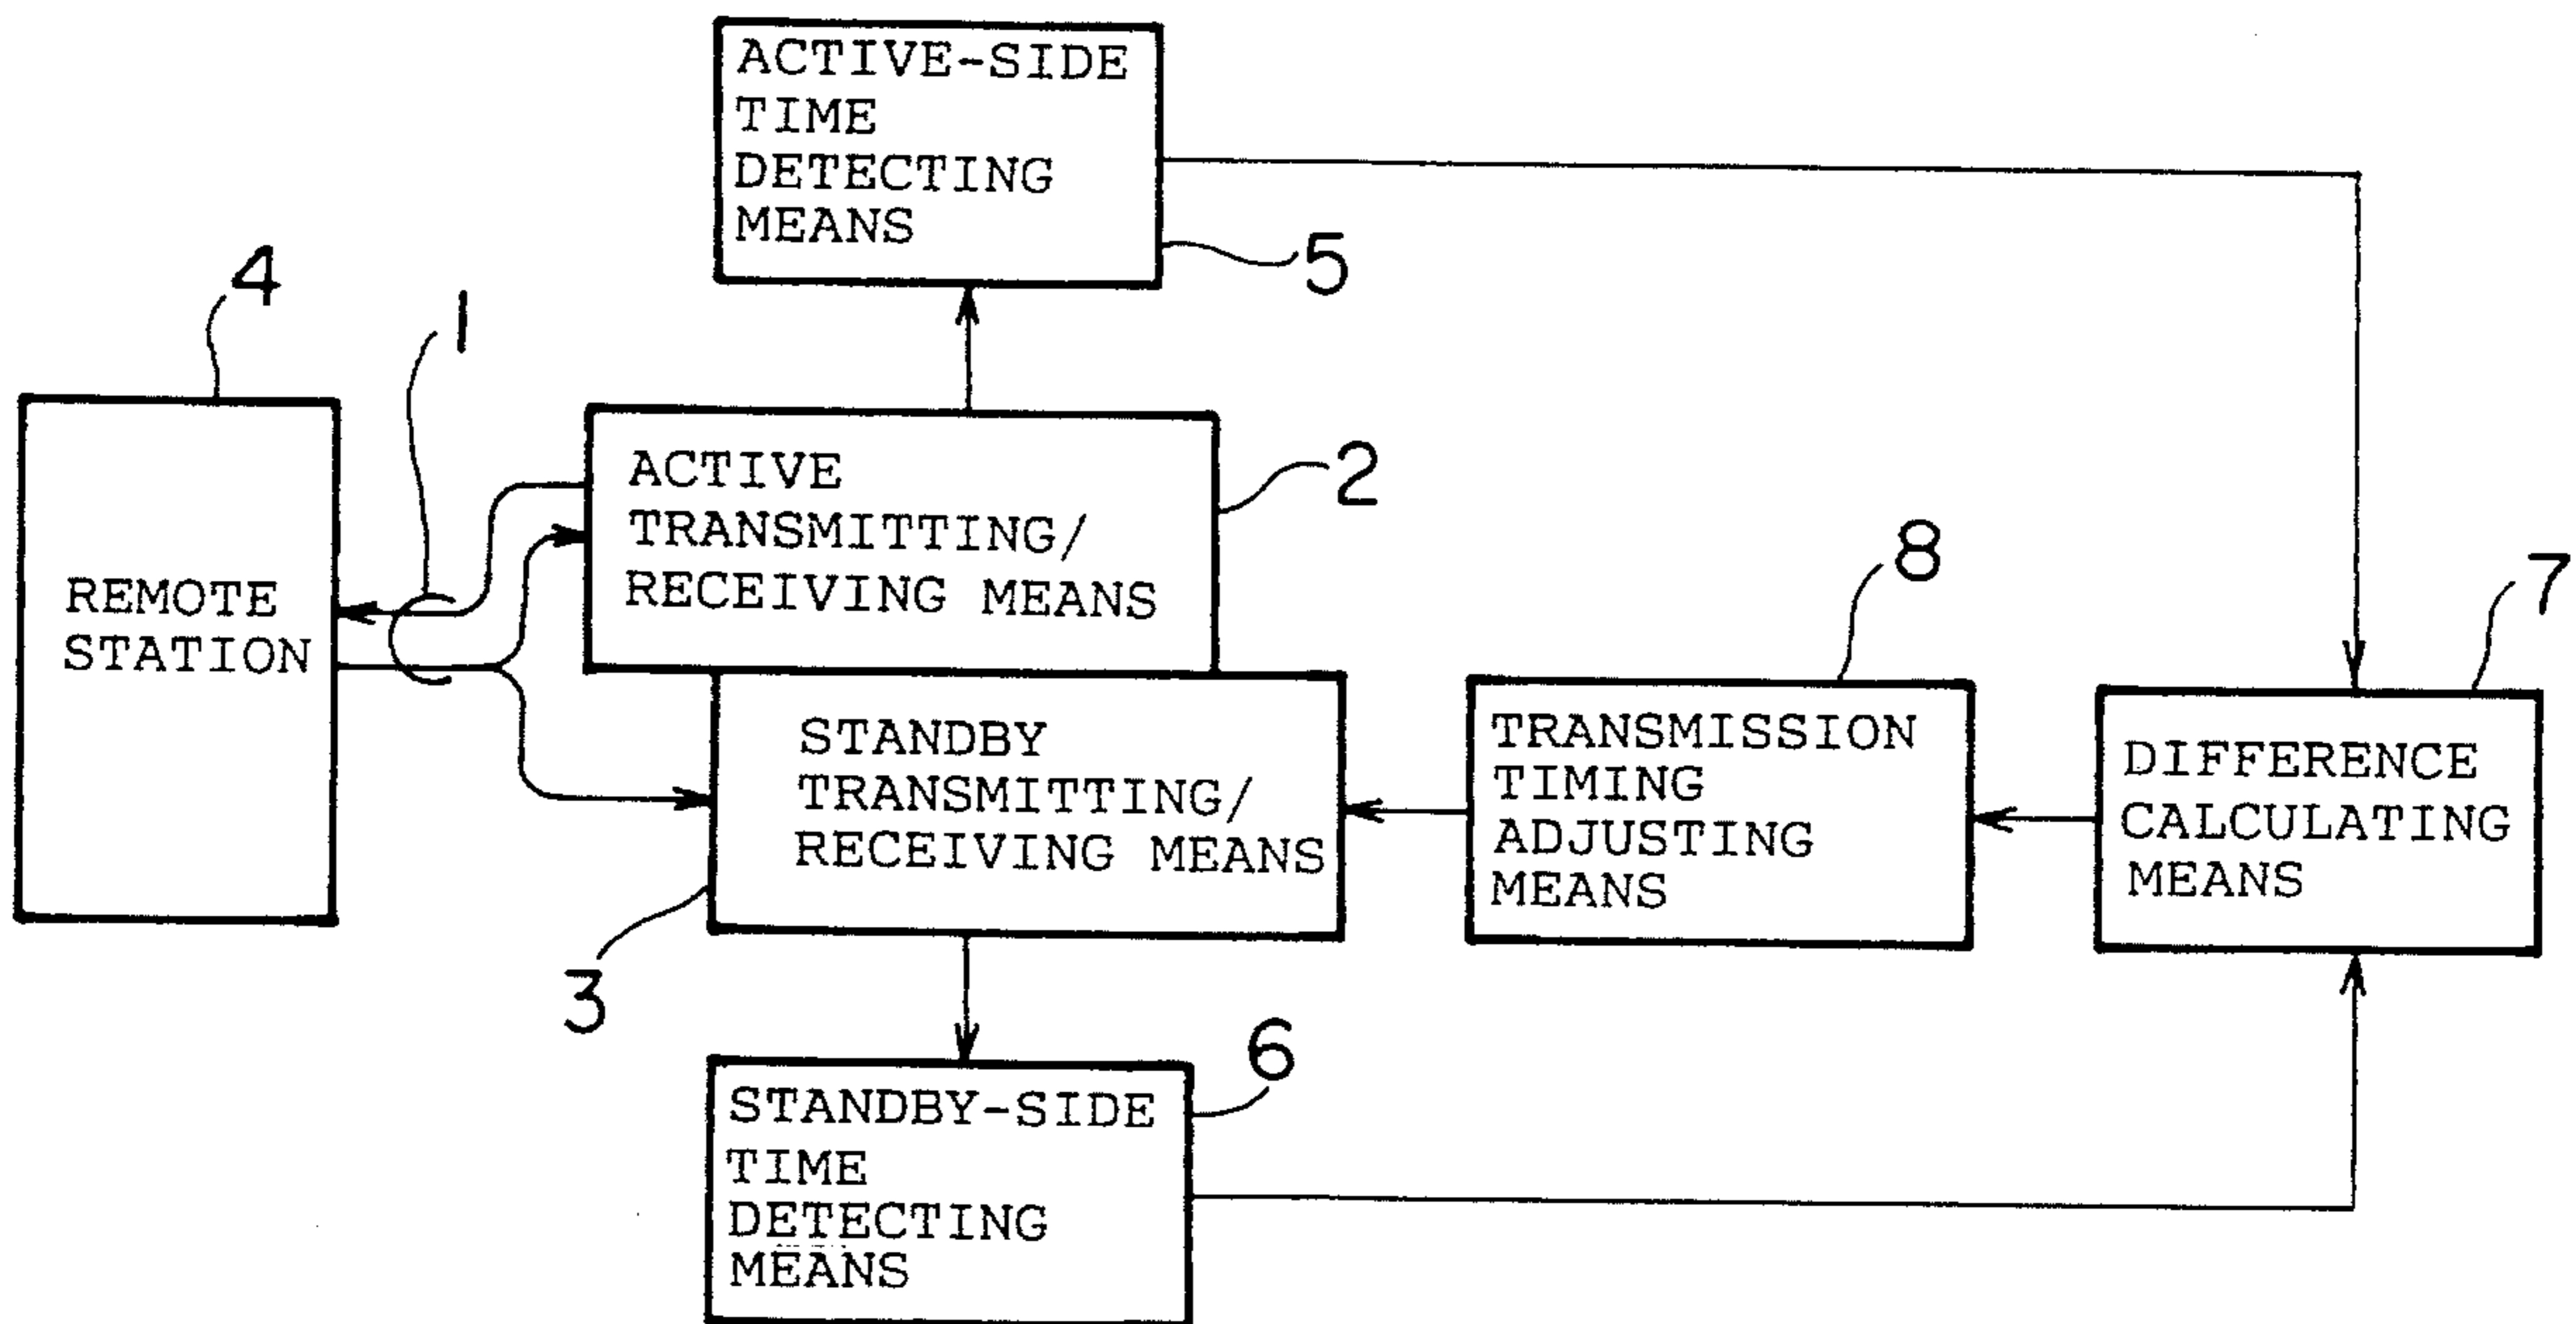 ACTIVE-SIDE
TIME
DETECTING
MEANS
5
4
1
ACTIVE
TRANSMITTING/
RECEIVING MEANS
2
REMOTE
STATION
8
7
STANDBY
TRANSMITTING/
RECEIVING MEANS
3
TRANSMISSION
TIMING
ADJUSTING
MEANS
DIFFERENCE
CALCULATING
MEANS
6
STANDBY-SIDE
TIME
DETECTING
MEANS